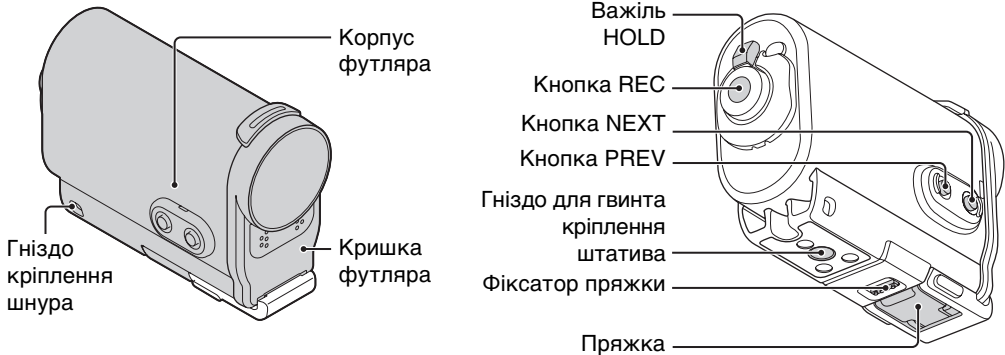 Корпус
футляра
Гніздо
кріплення
шнура
Кришка
футляра
Важіль
HOLD
Кнопка REC
Кнопка NEXT
Кнопка PREV
Гніздо для гвинта
кріплення
штатива
Фіксатор пряжки
Пряжка